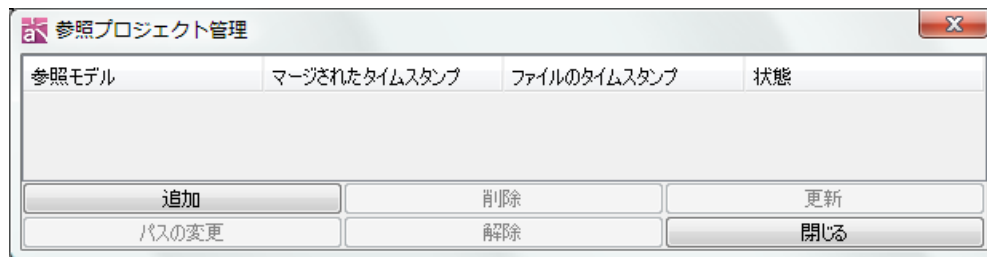 参照プロジェクト管理
参照モデル マージされたタイムスタンプ ファイルのタイムスタンプ 状態
追加 削除 更新
パスの変更 解除 閉じる